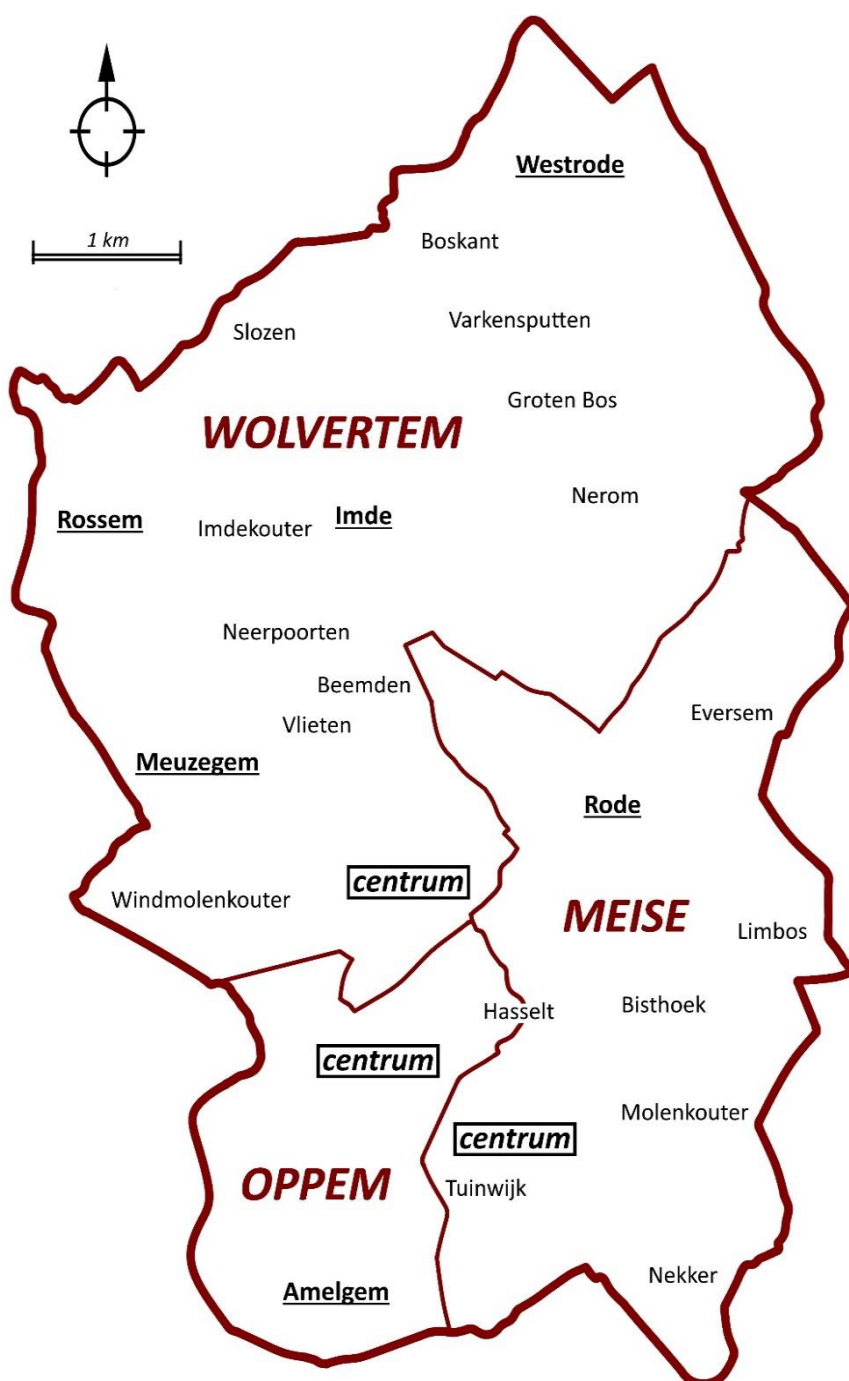 Westrode
1 km
Boskant
Slozen
Varkensputten
Groten Bos
WOLVERTEM
Nerom
Rossem
Imdekouter
Imde
Neerpoorten
Beemden
Vlieten
Eversem
Meuzegem
Rode
centrum
Windmolenkouter
MEISE
Limbos
Hasselt
Bisthoek
centrum
Molenkouter
centrum
OPPEM
Tuinwijk
Nekker
Amelgem